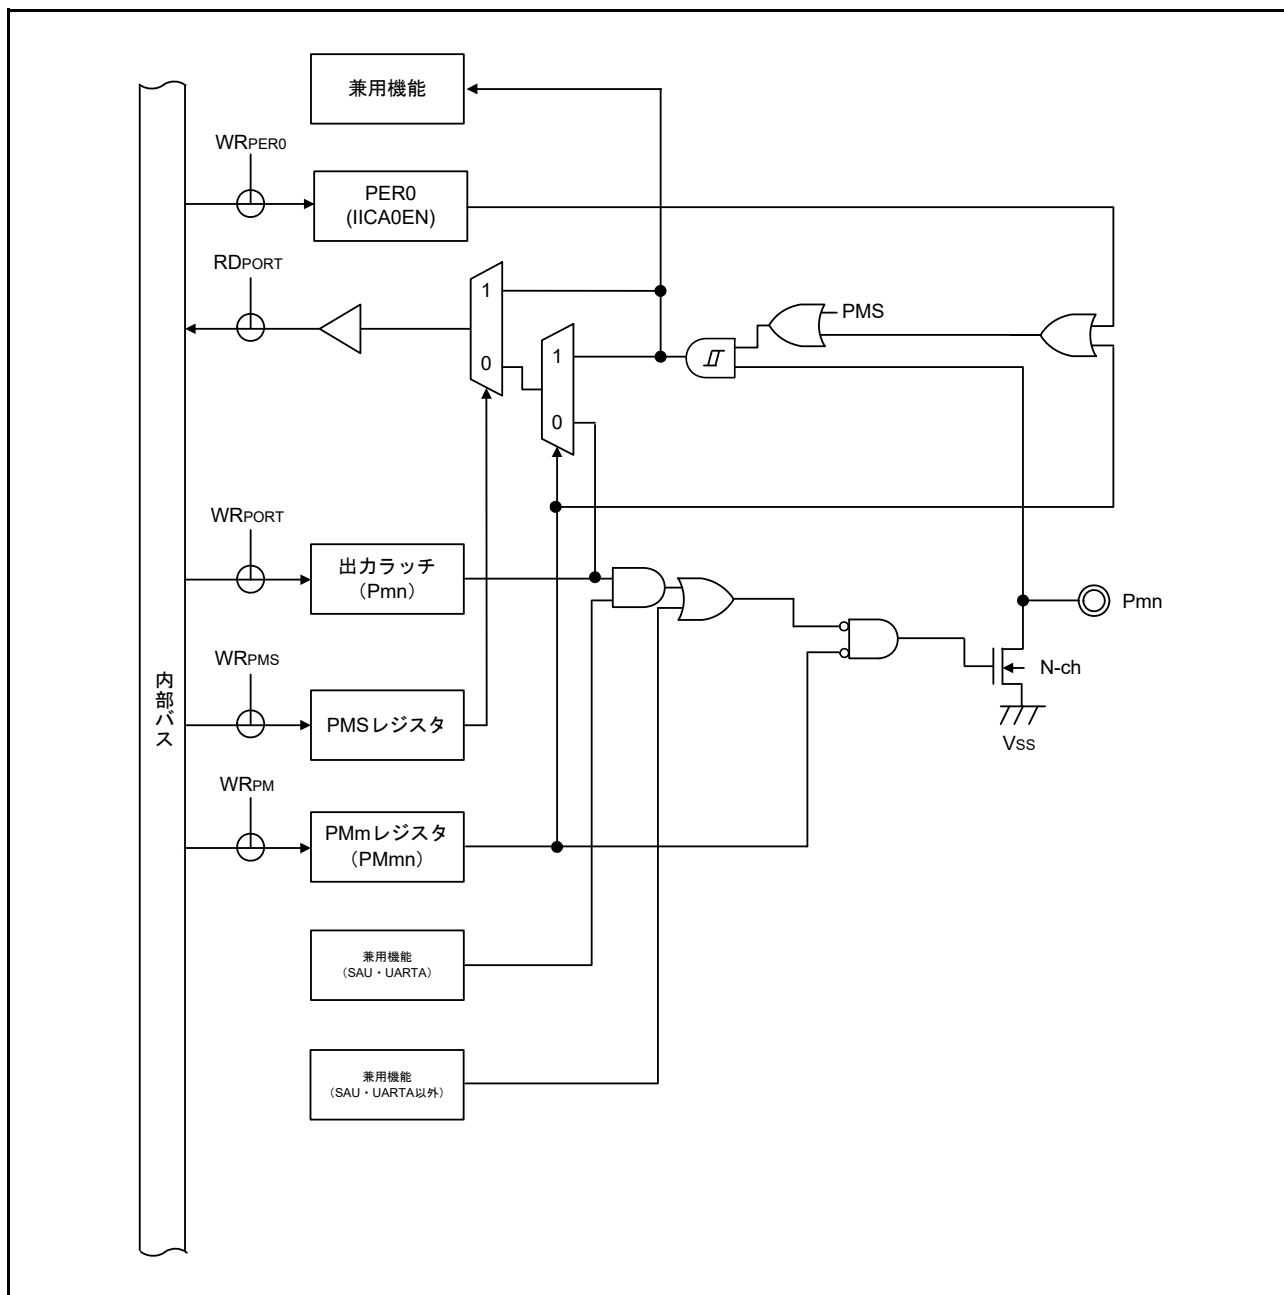 兼用機能
WRPER0
PER0
(IICA0EN)
RDPORT
1
0
1
0
PMS
WRPORT
出力ラッチ
(Pmn)
Pmn
WRPMS
PMSレジスタ
N-ch
VSS
内部バス
WRPM
PMmレジスタ
(PMmn)
兼用機能
(SAU・UARTA)
兼用機能
(SAU・UARTA以外)